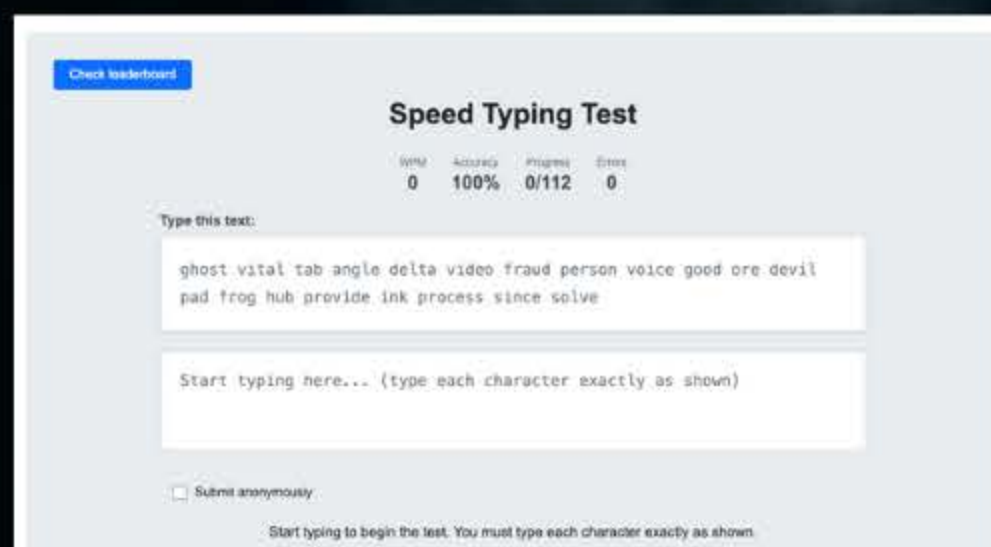 Check leaderboard
Speed Typing Test
WPM Accuracy Progress Errors
0 100% 0/112 0
Type this text:
ghost vital tab angle delta video fraud person voice good ore devil
pad frog hub provide ink process since solve
Start typing here... (type each character exactly as shown)
Submit anonymously
Start typing to begin the test. You must type each character exactly as shown.